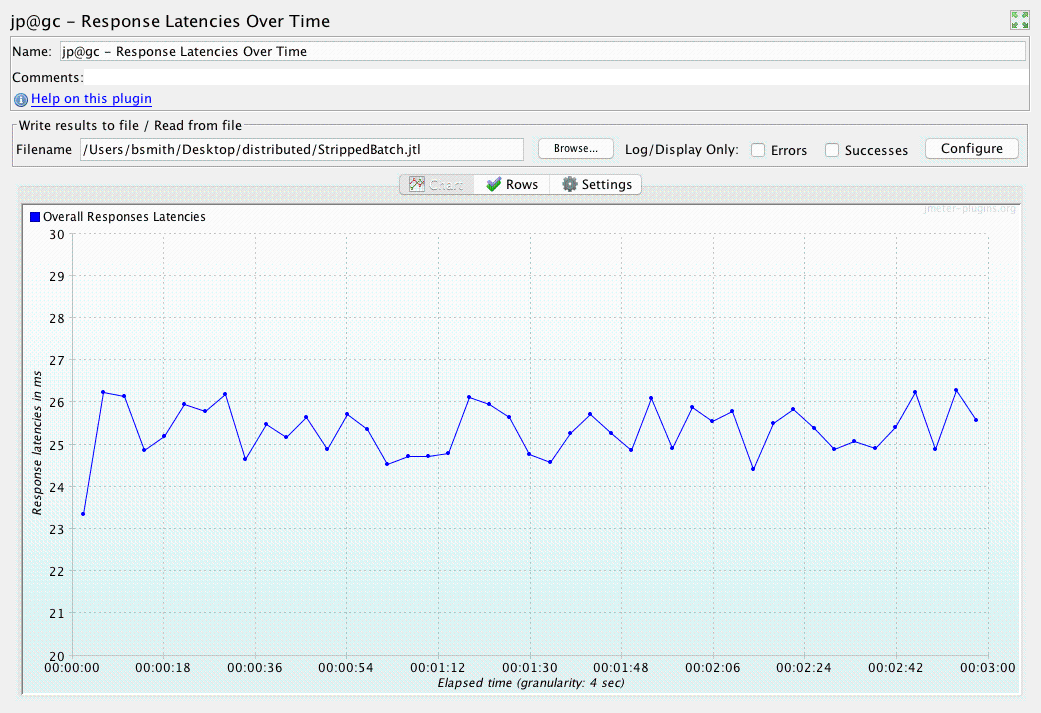 jp@gc - Response Latencies Over Time
Name: jp@gc - Response Latencies Over Time
Comments:
Help on this plugin
Write results to file / Read from file
Filename /Users/bsmith/Desktop/distributed/StrippedBatch.jtl Browse... Log/Display Only: Errors Successes Configure
Chart Rows Settings
jmeter-plugins.org
Overall Responses Latencies
30
29
28
27
26
25
24
23
22
21
20
Response latencies in ms
00:00:00 00:00:18 00:00:36 00:00:54 00:01:12 00:01:30 00:01:48 00:02:06 00:02:24 00:02:42 00:03:00
Elapsed time (granularity: 4 sec)